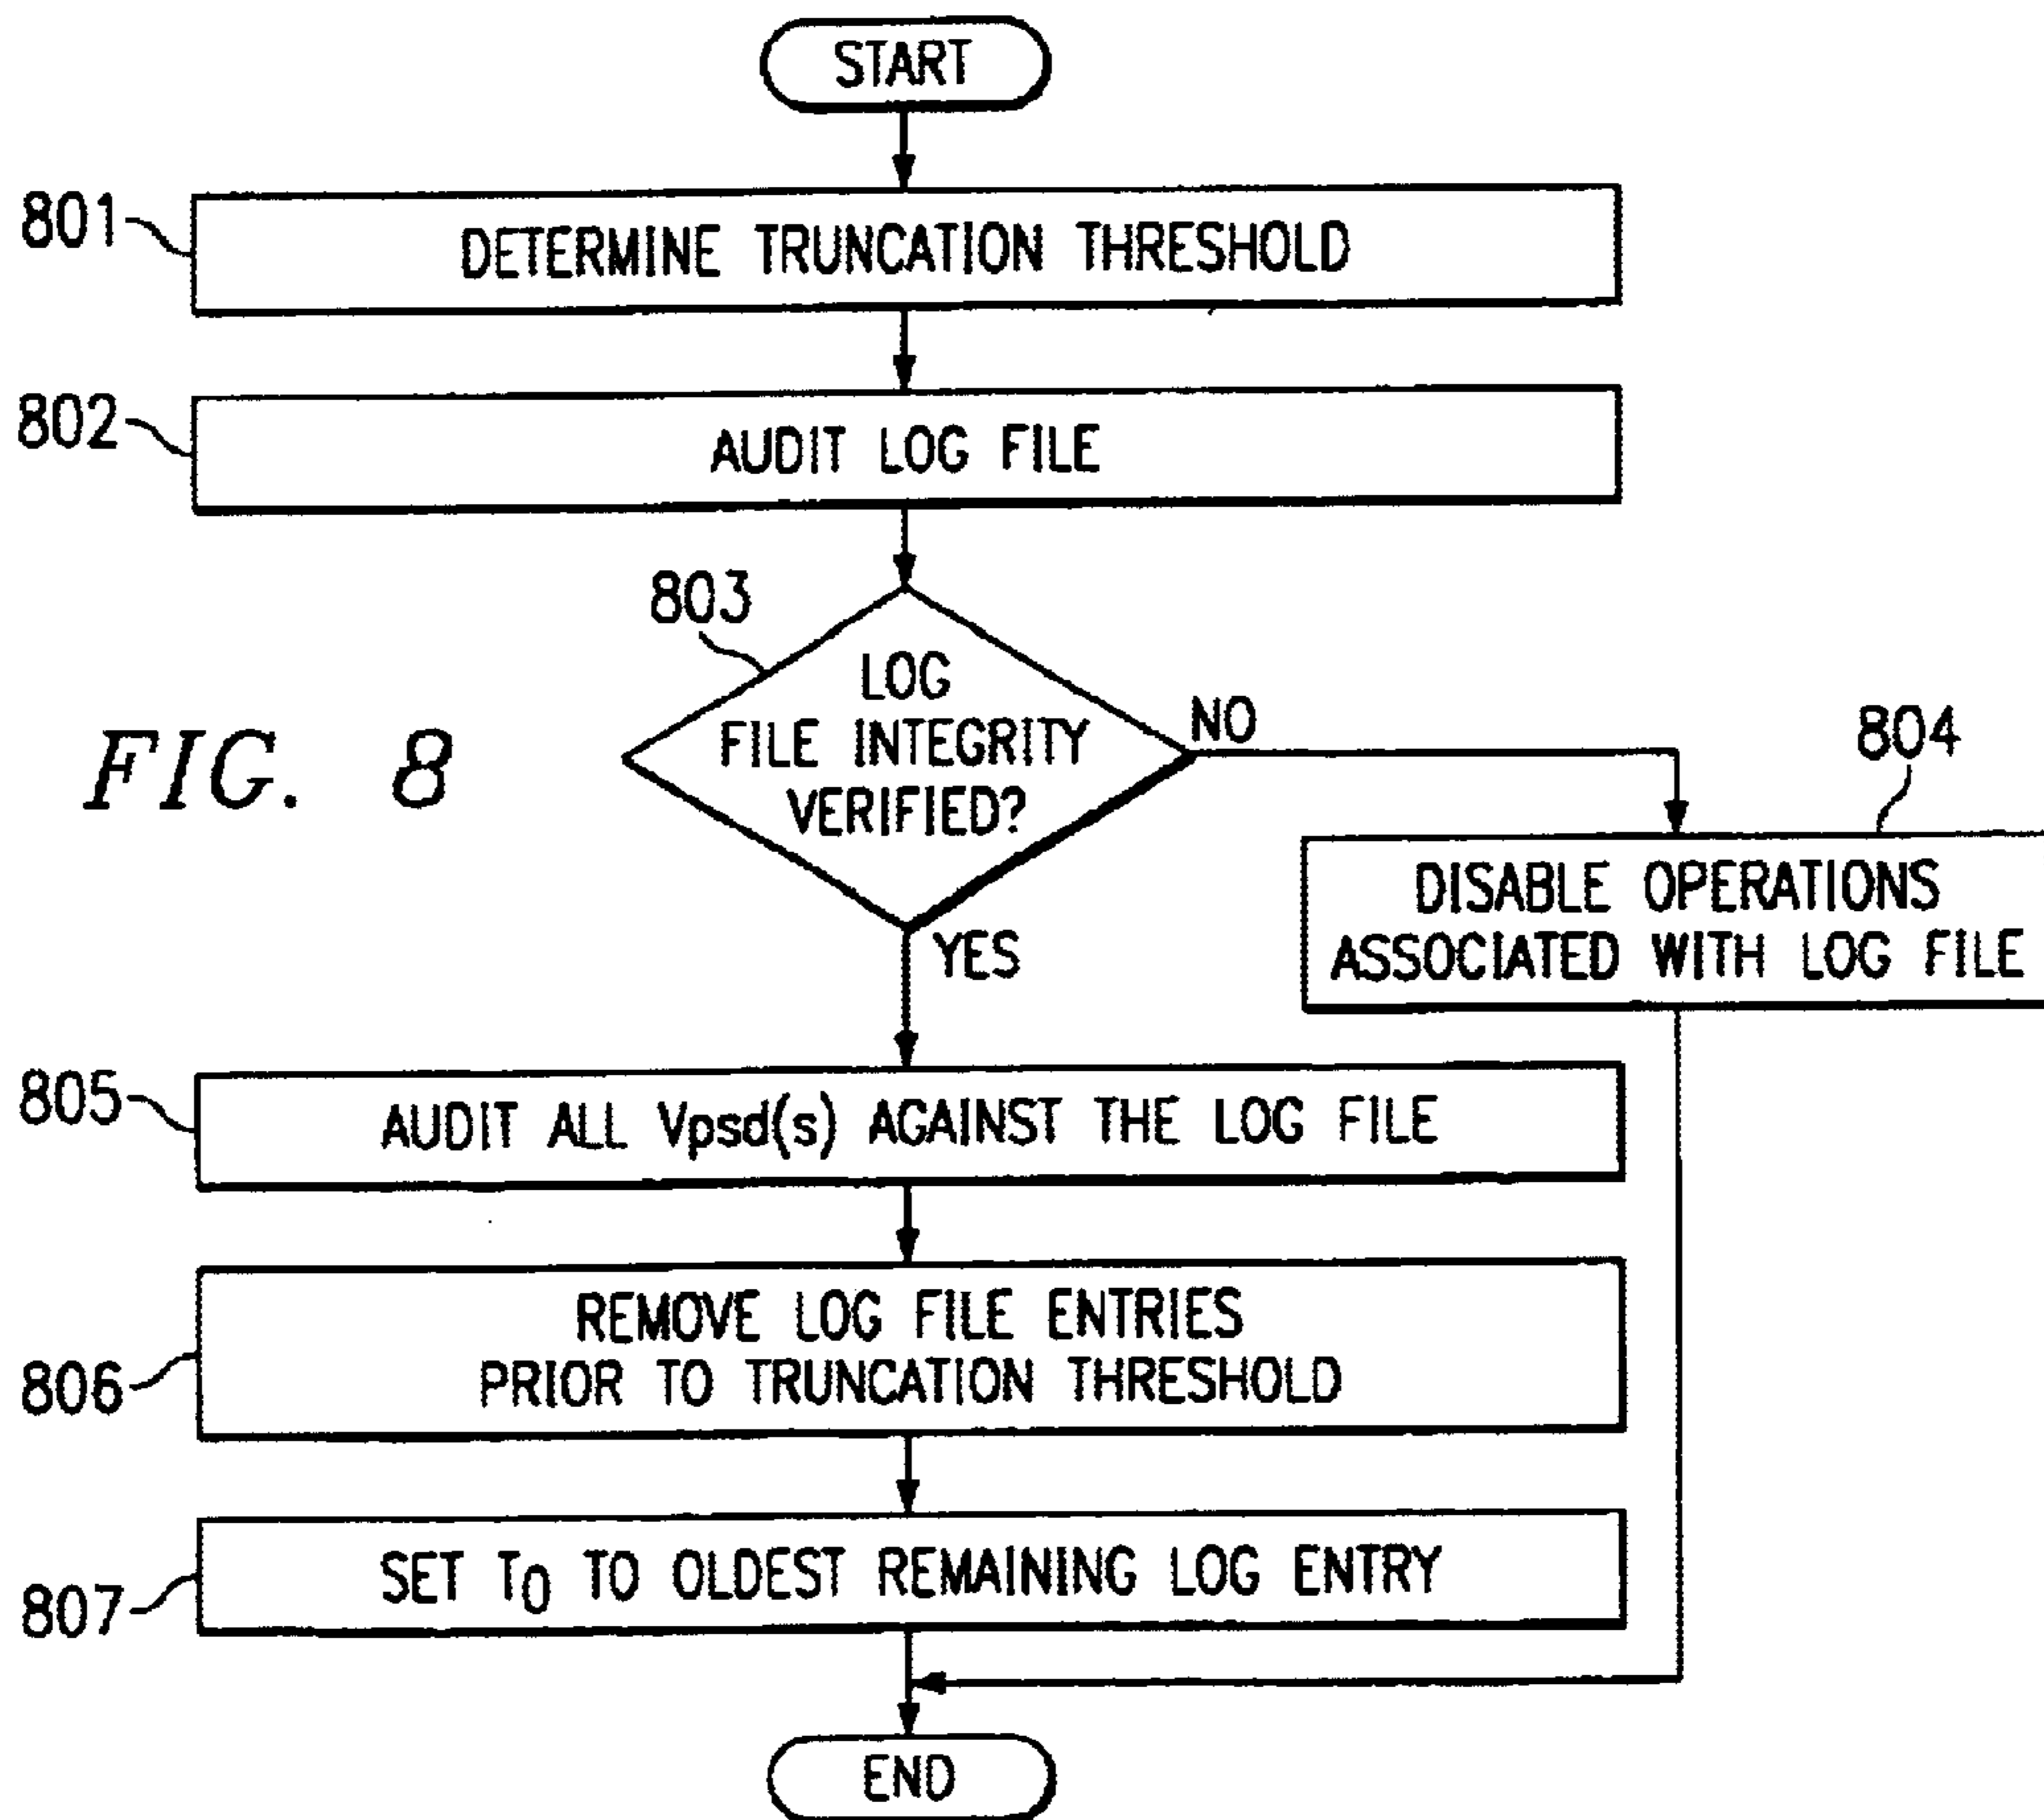 START
801
DETERMINE TRUNCATION THRESHOLD
802
AUDIT LOG FILE
803
LOG
FILE INTEGRITY
VERIFIED?
NO
FIG. 8
804
DISABLE OPERATIONS
ASSOCIATED WITH LOG FILE
YES
805
AUDIT ALL Vpsd(s) AGAINST THE LOG FILE
806
REMOVE LOG FILE ENTRIES
PRIOR TO TRUNCATION THRESHOLD
807
SET T0 TO OLDEST REMAINING LOG ENTRY
END